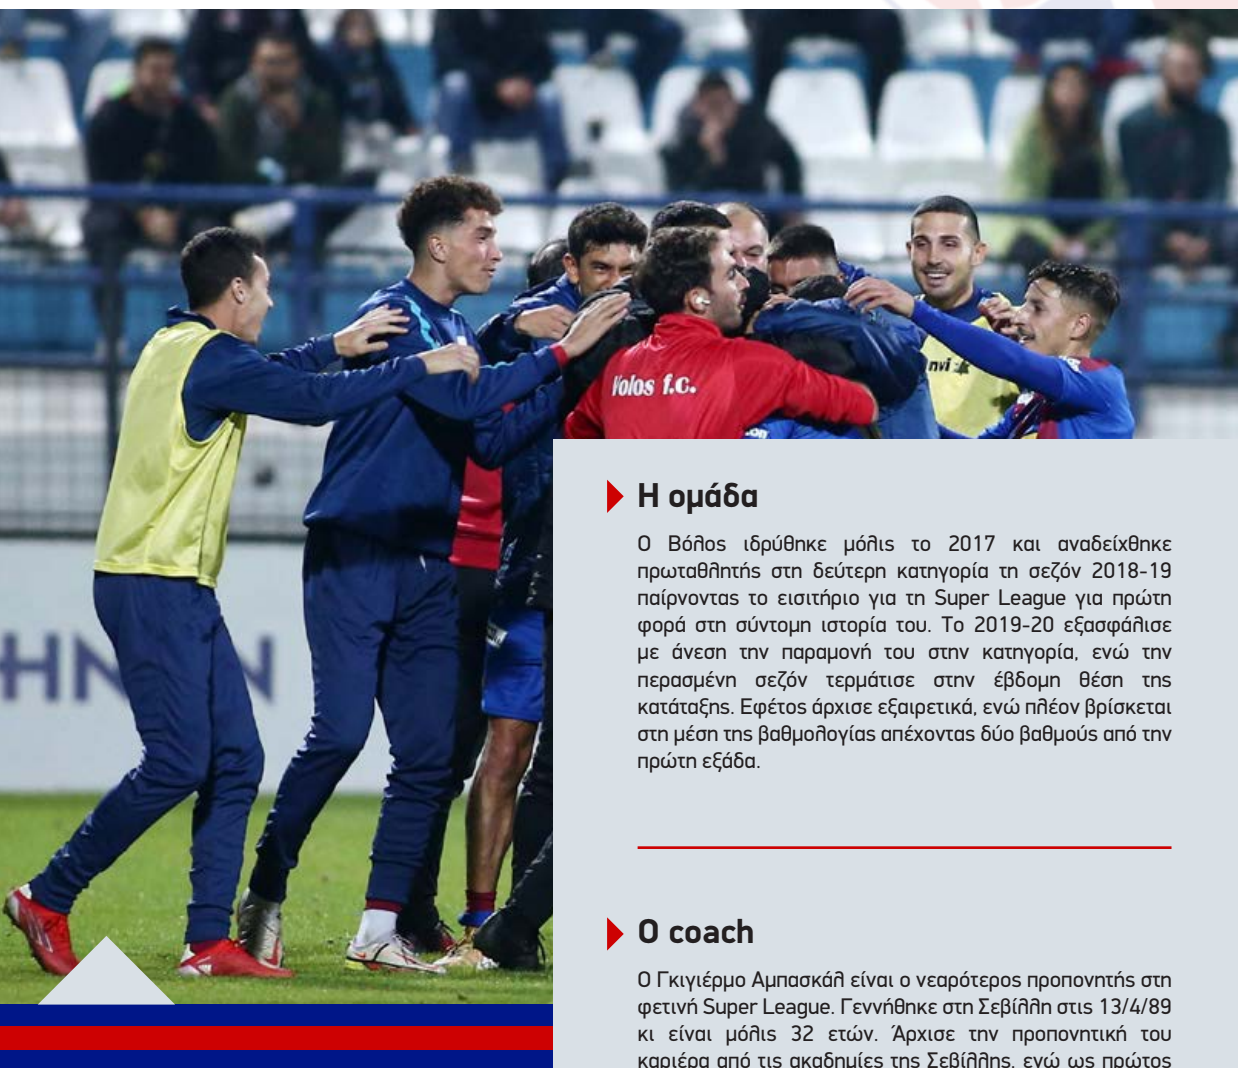 Volos f.c.
nvi
ton
ΗΝ Ν
Η ομάδα
Ο Βόλος ιδρύθηκε μόλις το 2017 και αναδείχθηκε
πρωταθλητής στη δεύτερη κατηγορία τη σεζόν 2018-19
παίρνοντας το εισιτήριο για τη Super League για πρώτη
φορά στη σύντομη ιστορία του. Το 2019-20 εξασφάλισε
με άνεση την παραμονή του στην κατηγορία, ενώ την
περασμένη σεζόν τερμάτισε στην έβδομη θέση της
κατάταξης. Εφέτος άρχισε εξαιρετικά, ενώ πλέον βρίσκεται
στη μέση της βαθμολογίας απέχοντας δύο βαθμούς από την
πρώτη εξάδα.
Ο coach
Ο Γκιγιέρμο Αμπασκάλ είναι ο νεαρότερος προπονητής στη
φετινή Super League. Γεννήθηκε στη Σεβίλλη στις 13/4/89
κι είναι μόλις 32 ετών. Άρχισε την προπονητική του
καριέρα από τις ακαδημίες της Σεβίλλης, ενώ ως πρώτος